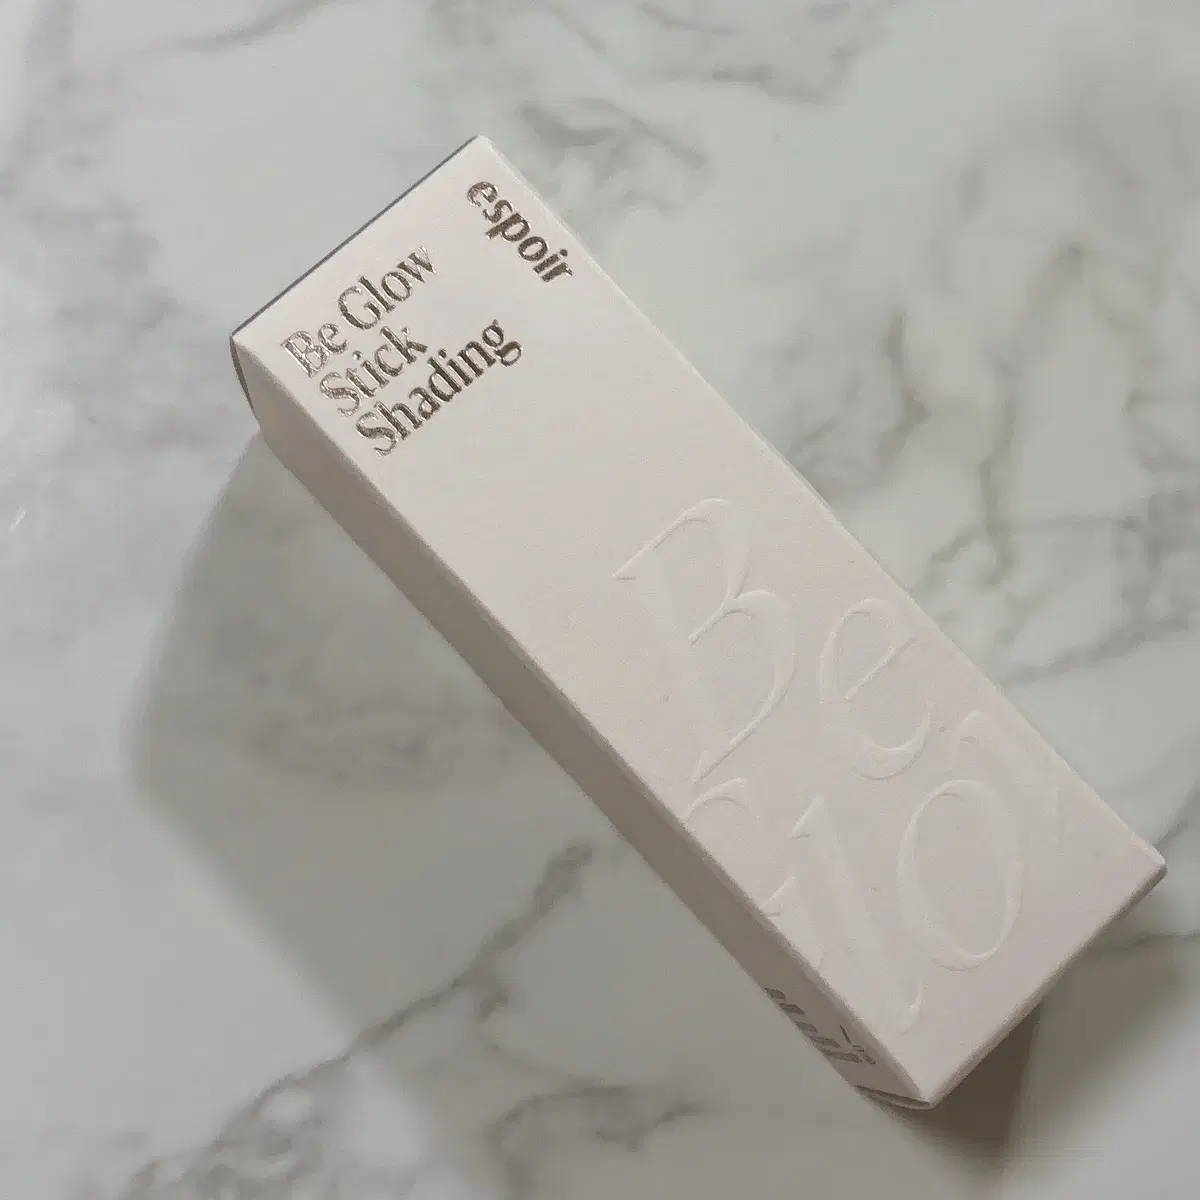 espoir
Be Glow
Stick
Shading
Be
Glo